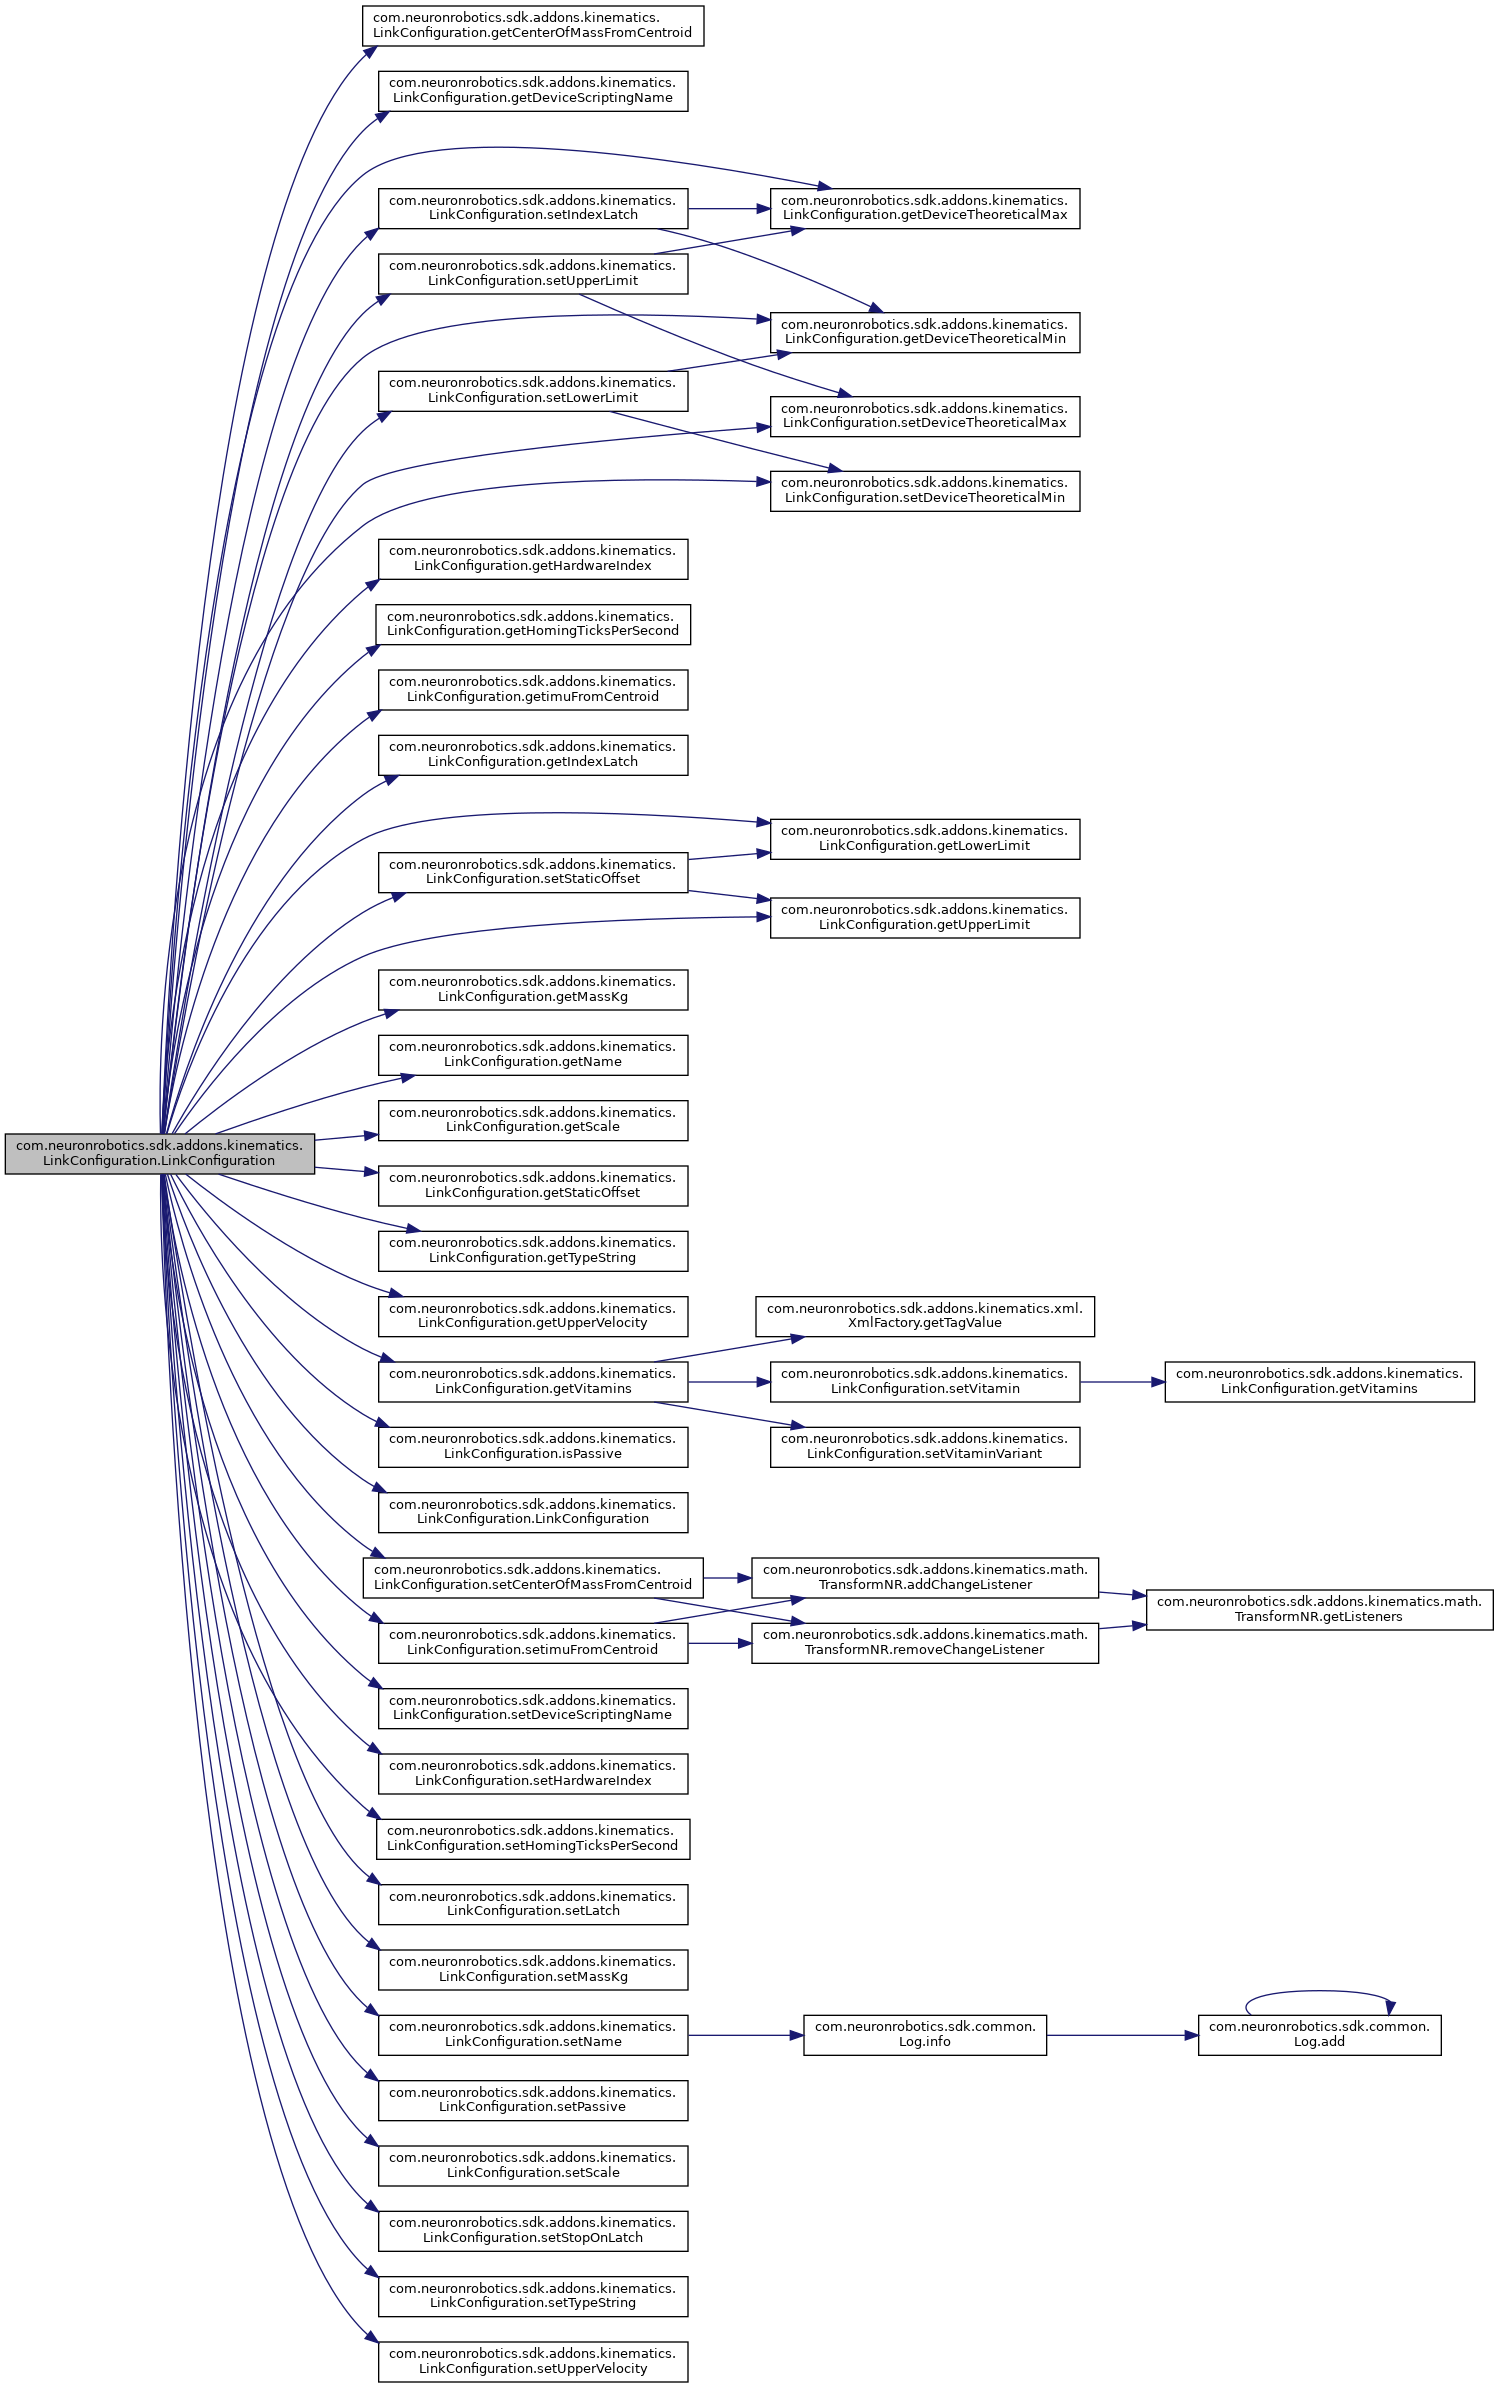 com.neuronrobotics.sdk.addons.kinematics.
LinkConfiguration.getCenterOfMassFromCentroid
com.neuronrobotics.sdk.addons.kinematics.
LinkConfiguration.getDeviceScriptingName
com.neuronrobotics.sdk.addons.kinematics.
LinkConfiguration.setIndexLatch
com.neuronrobotics.sdk.addons.kinematics.
LinkConfiguration.getDeviceTheoreticalMax
com.neuronrobotics.sdk.addons.kinematics.
LinkConfiguration.setUpperLimit
com.neuronrobotics.sdk.addons.kinematics.
LinkConfiguration.getDeviceTheoreticalMin
com.neuronrobotics.sdk.addons.kinematics.
LinkConfiguration.setLowerLimit
com.neuronrobotics.sdk.addons.kinematics.
LinkConfiguration.setDeviceTheoreticalMax
com.neuronrobotics.sdk.addons.kinematics.
LinkConfiguration.setDeviceTheoreticalMin
com.neuronrobotics.sdk.addons.kinematics.
LinkConfiguration.getHardwareIndex
com.neuronrobotics.sdk.addons.kinematics.
LinkConfiguration.getHomingTicksPerSecond
com.neuronrobotics.sdk.addons.kinematics.
LinkConfiguration.getimuFromCentroid
com.neuronrobotics.sdk.addons.kinematics.
LinkConfiguration.getIndexLatch
com.neuronrobotics.sdk.addons.kinematics.
LinkConfiguration.getLowerLimit
com.neuronrobotics.sdk.addons.kinematics.
LinkConfiguration.setStaticOffset
com.neuronrobotics.sdk.addons.kinematics.
LinkConfiguration.getUpperLimit
com.neuronrobotics.sdk.addons.kinematics.
LinkConfiguration.getMassKg
com.neuronrobotics.sdk.addons.kinematics.
LinkConfiguration.getName
com.neuronrobotics.sdk.addons.kinematics.
LinkConfiguration.getScale
com.neuronrobotics.sdk.addons.kinematics.
LinkConfiguration.LinkConfiguration
com.neuronrobotics.sdk.addons.kinematics.
LinkConfiguration.getStaticOffset
com.neuronrobotics.sdk.addons.kinematics.
LinkConfiguration.getTypeString
com.neuronrobotics.sdk.addons.kinematics.
LinkConfiguration.getUpperVelocity
com.neuronrobotics.sdk.addons.kinematics.xml.
XmlFactory.getTagValue
com.neuronrobotics.sdk.addons.kinematics.
LinkConfiguration.getVitamins
com.neuronrobotics.sdk.addons.kinematics.
LinkConfiguration.setVitamin
com.neuronrobotics.sdk.addons.kinematics.
LinkConfiguration.getVitamins
com.neuronrobotics.sdk.addons.kinematics.
LinkConfiguration.isPassive
com.neuronrobotics.sdk.addons.kinematics.
LinkConfiguration.setVitaminVariant
com.neuronrobotics.sdk.addons.kinematics.
LinkConfiguration.LinkConfiguration
com.neuronrobotics.sdk.addons.kinematics.
LinkConfiguration.setCenterOfMassFromCentroid
com.neuronrobotics.sdk.addons.kinematics.math.
TransformNR.addChangeListener
com.neuronrobotics.sdk.addons.kinematics.math.
TransformNR.getListeners
com.neuronrobotics.sdk.addons.kinematics.
LinkConfiguration.setimuFromCentroid
com.neuronrobotics.sdk.addons.kinematics.math.
TransformNR.removeChangeListener
com.neuronrobotics.sdk.addons.kinematics.
LinkConfiguration.setDeviceScriptingName
com.neuronrobotics.sdk.addons.kinematics.
LinkConfiguration.setHardwareIndex
com.neuronrobotics.sdk.addons.kinematics.
LinkConfiguration.setHomingTicksPerSecond
com.neuronrobotics.sdk.addons.kinematics.
LinkConfiguration.setLatch
com.neuronrobotics.sdk.addons.kinematics.
LinkConfiguration.setMassKg
com.neuronrobotics.sdk.addons.kinematics.
LinkConfiguration.setName
com.neuronrobotics.sdk.common.
Log.info
com.neuronrobotics.sdk.common.
Log.add
com.neuronrobotics.sdk.addons.kinematics.
LinkConfiguration.setPassive
com.neuronrobotics.sdk.addons.kinematics.
LinkConfiguration.setScale
com.neuronrobotics.sdk.addons.kinematics.
LinkConfiguration.setStopOnLatch
com.neuronrobotics.sdk.addons.kinematics.
LinkConfiguration.setTypeString
com.neuronrobotics.sdk.addons.kinematics.
LinkConfiguration.setUpperVelocity